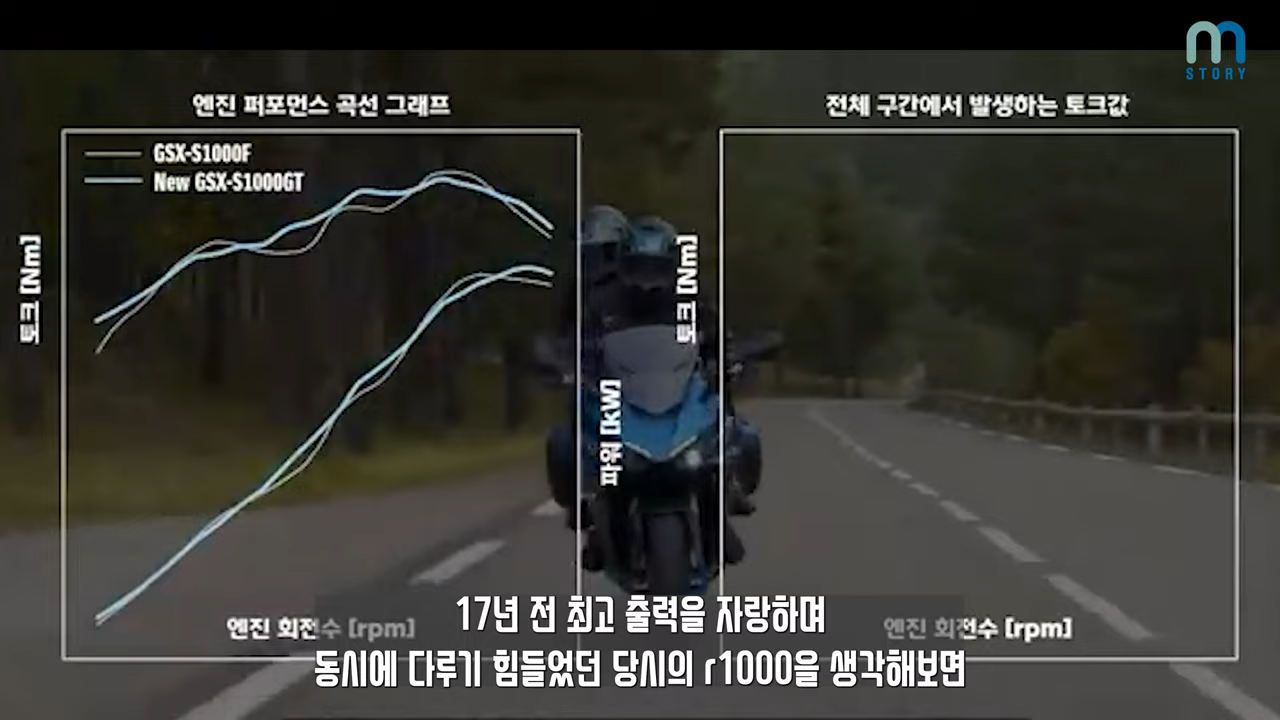 m
STORY
엔진 퍼포먼스 곡선 그래프
GSX-S1000F
New GSX-S1000GT
토크 [Nm]
파워 [kW]
엔진 회전수 [rpm]
전체 구간에서 발생하는 토크값
토크 [Nm]
엔진 회전수 [rpm]
17년 전 최고 출력을 자랑하며
동시에 다루기 힘들었던 당시의 r1000을 생각해보면